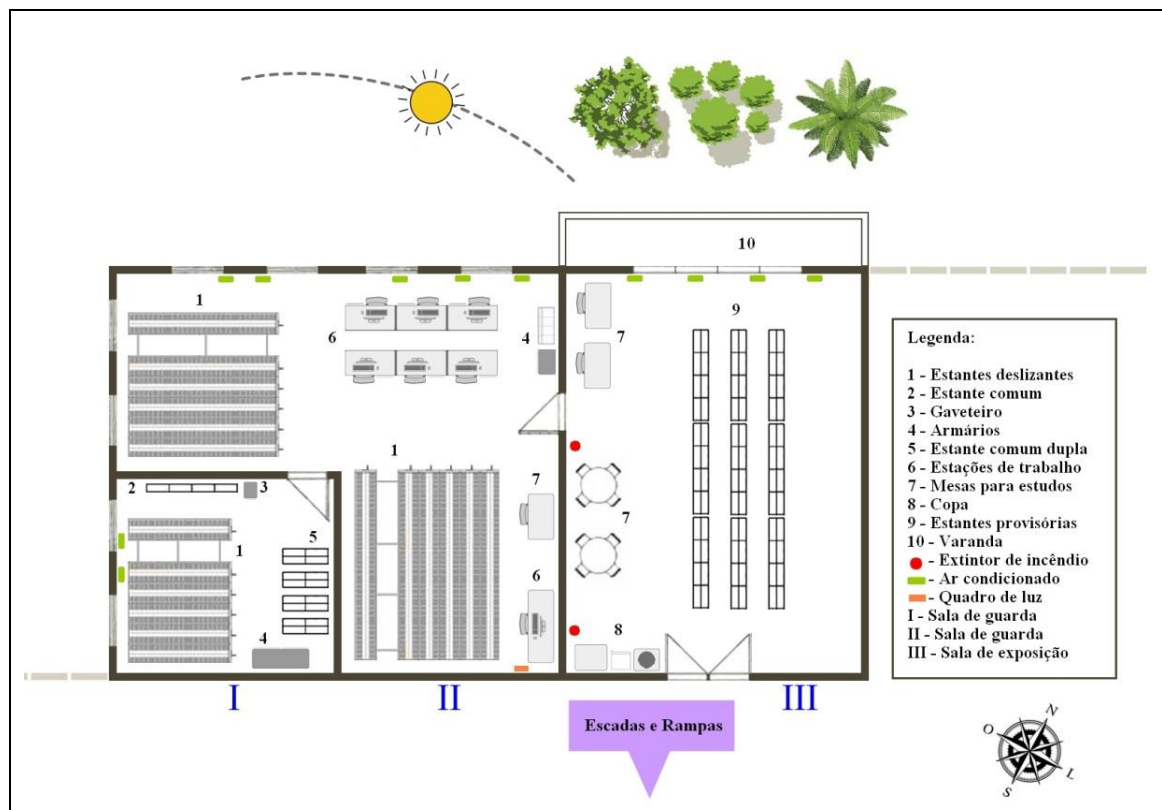 10
1
9
6
4
7
1
2
3
7
5
1
7
6
4
8
I
II
III
Escadas e Rampas
Legenda:
1 - Estantes deslizantes
2 - Estante comum
3 - Gaveteiro
4 - Armários
5 - Estante comum dupla
6 - Estações de trabalho
7 - Mesas para estudos
8 - Copa
9 - Estantes provisórias
10 - Varanda
- Extintor de incêndio
- Ar condicionado
- Quadro de luz
I - Sala de guarda
II - Sala de guarda
III - Sala de exposição
N
O
L
S